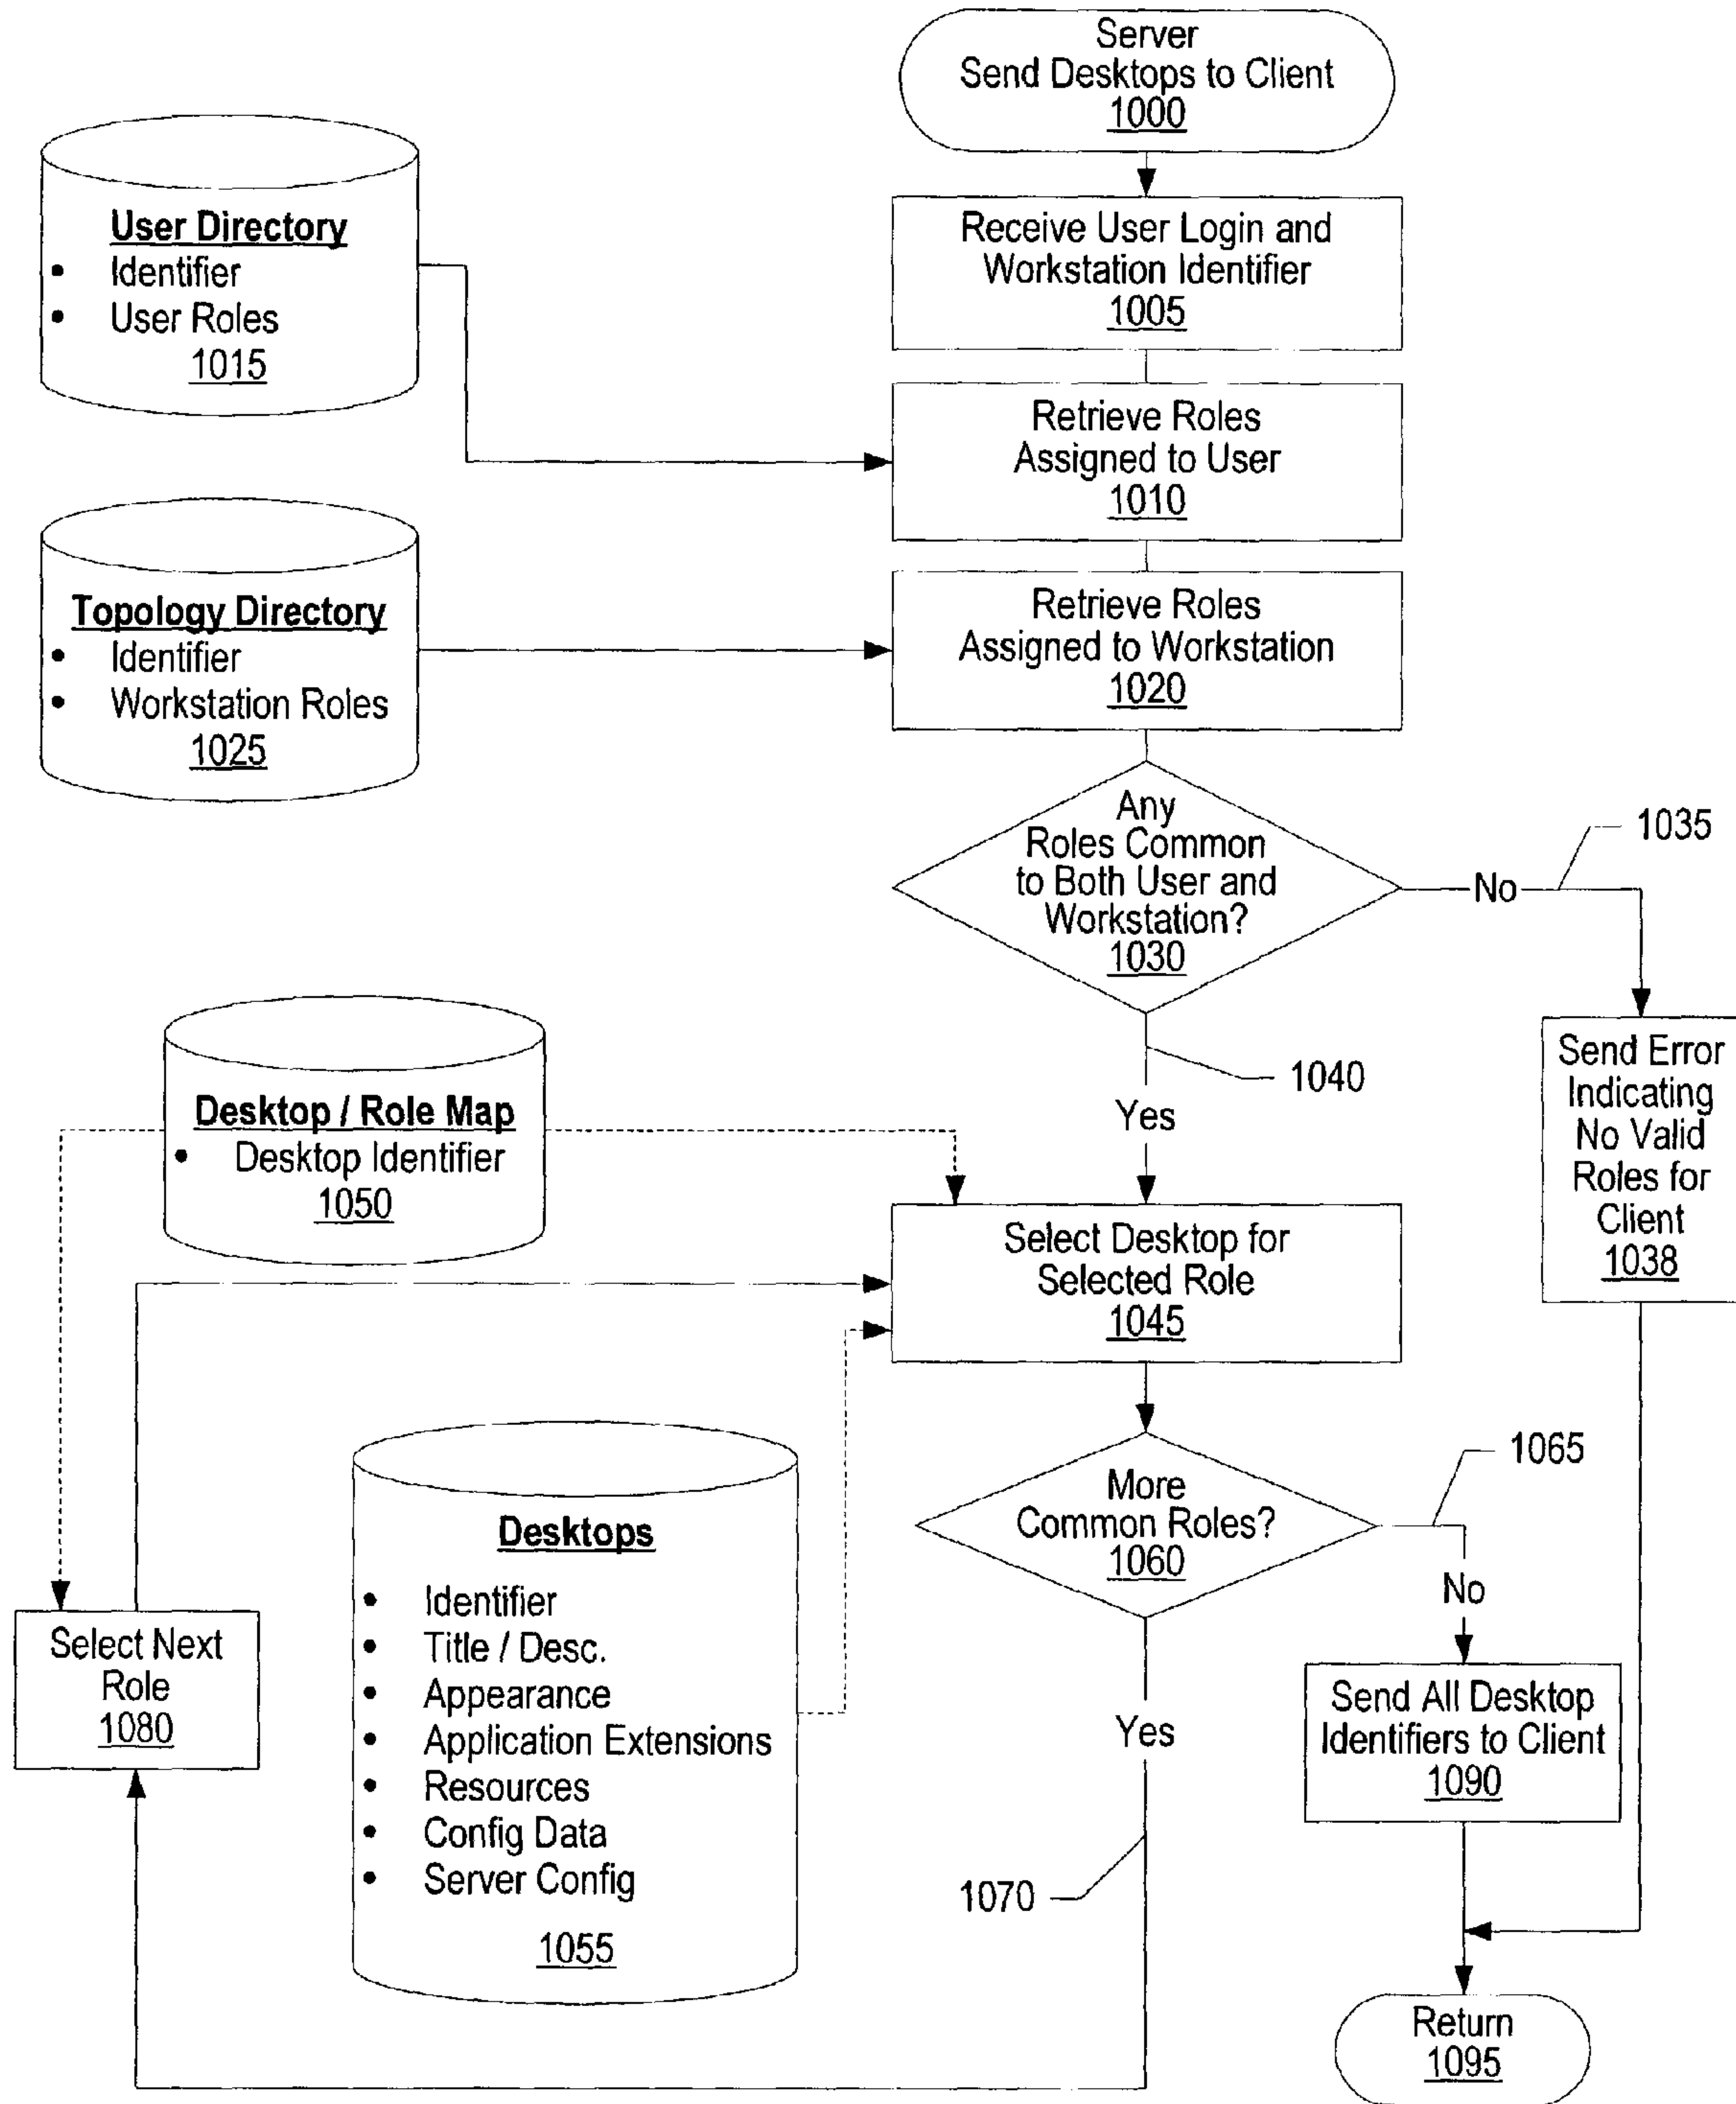 Server
Send Desktops to Client
1000
Receive User Login and
Workstation Identifier
1005
User Directory
• Identifier
• User Roles
1015
Retrieve Roles
Assigned to User
1010
Topology Directory
• Identifier
• Workstation Roles
1025
Retrieve Roles
Assigned to Workstation
1020
Any
Roles Common
to Both User and
Workstation?
1030
No
1035
1040
Yes
Send Error
Indicating
No Valid
Roles for
Client
1038
Desktop / Role Map
• Desktop Identifier
1050
Select Desktop for
Selected Role
1045
More
Common Roles?
1060
1065
No
Yes
1070
Desktops
• Identifier
• Title / Desc.
• Appearance
• Application Extensions
• Resources
• Config Data
• Server Config
1055
Select Next
Role
1080
Send All Desktop
Identifiers to Client
1090
Return
1095